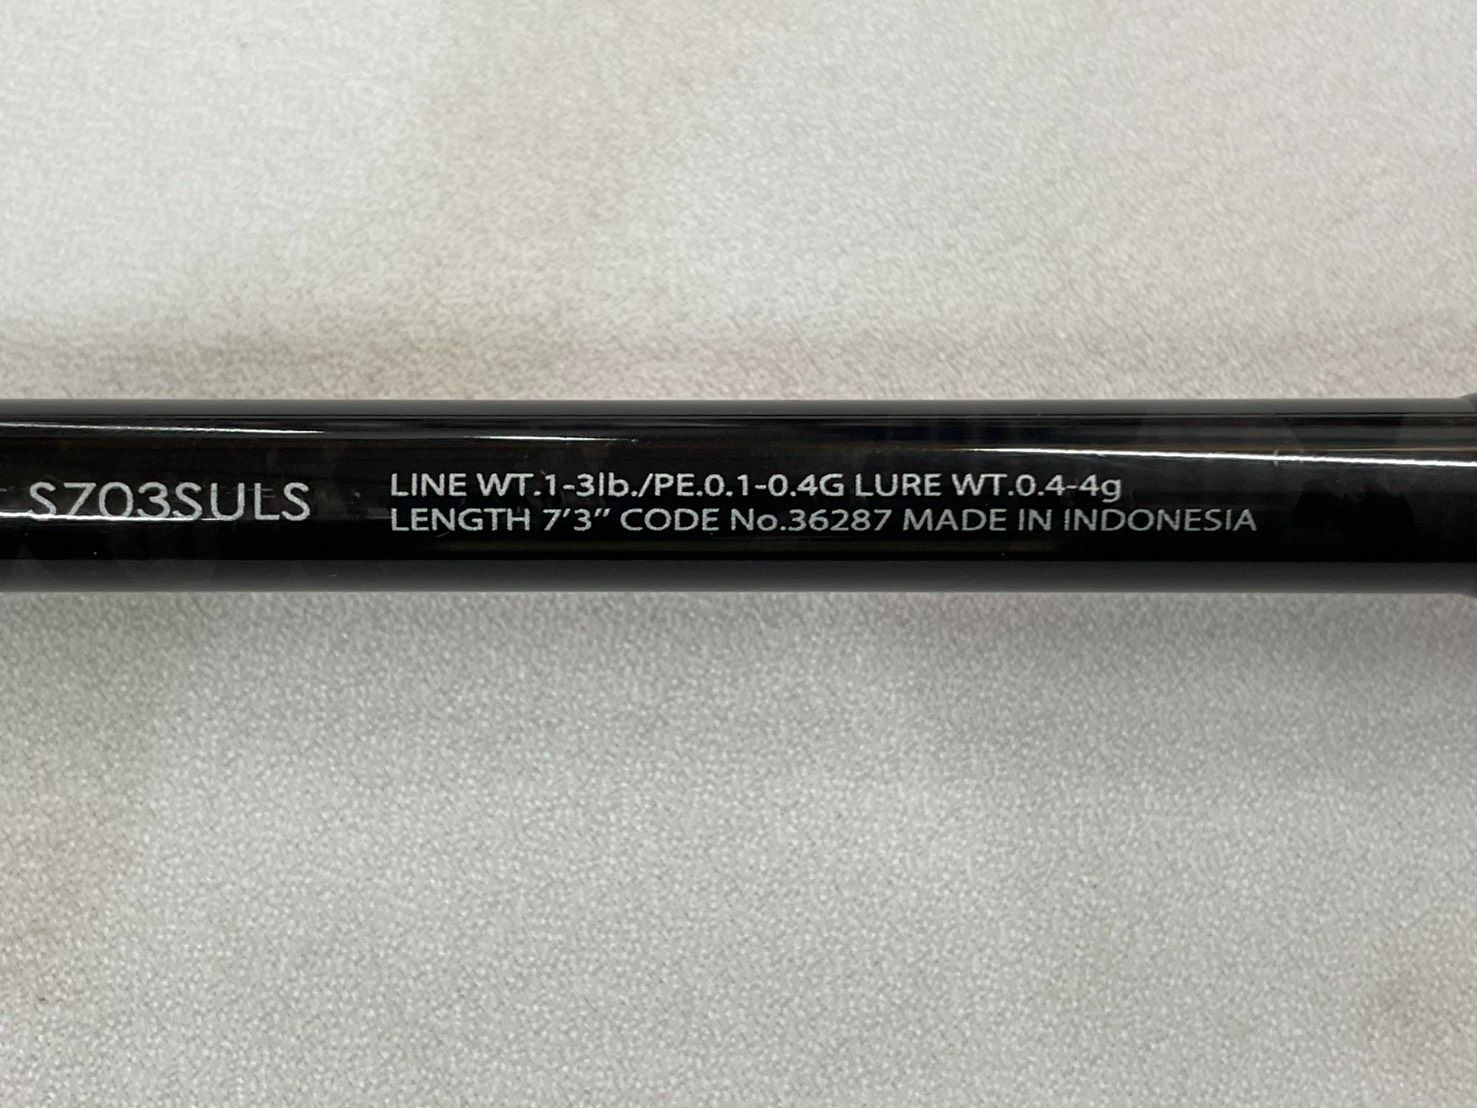 S703SULS
LINE WT.1-3lb./PE.0.1-0.4G LURE WT.0.4-4g
LENGTH 7'3" CODE No.36287 MADE IN INDONESIA